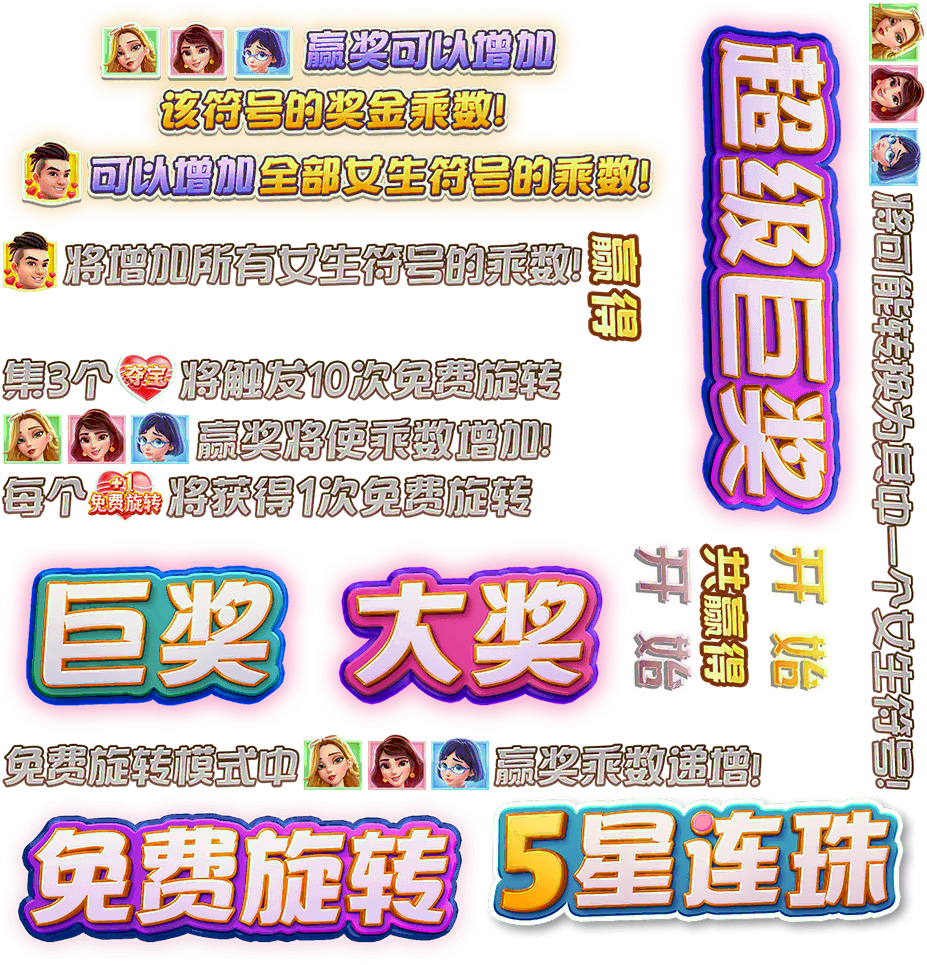 赢奖可以增加
该符号的奖金乘数!
可以增加全部女生符号的乘数!
将增加所有女生符号的乘数!
赢得
超级巨奖
将可能转换为其中一个女生符号!
集3个夺宝将触发10次免费旋转
赢奖将使乘数增加!
每个+1免费旋转将获得1次免费旋转
巨奖
大奖
开始
共赢得
开始
免费旋转模式中赢奖乘数递增!
免费旋转
5星连珠